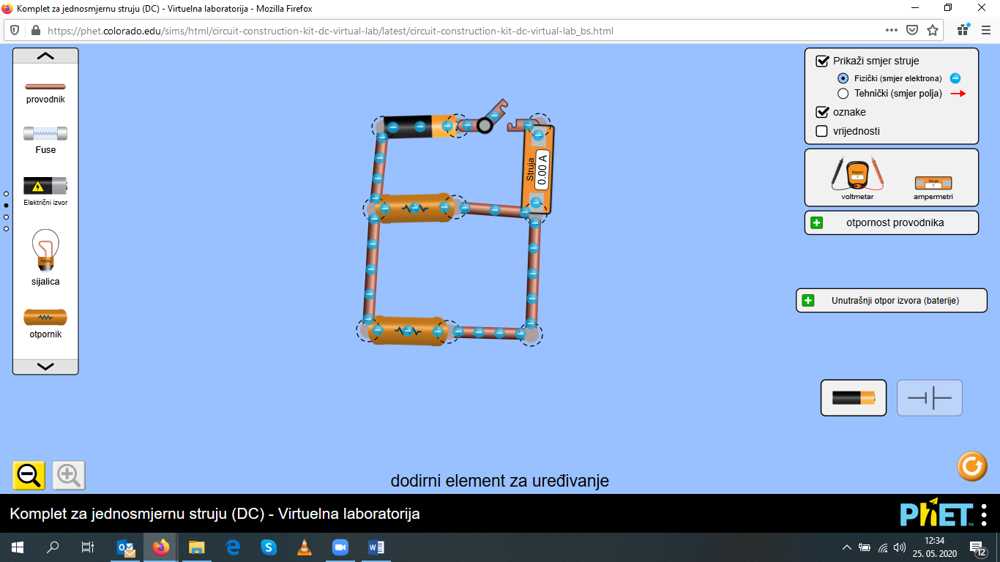 Komplet za jednosmjernu struju (DC) - Virtuelna laboratorija - Mozilla Firefox
https://phet.colorado.edu/sims/html/circuit-construction-kit-dc-virtual-lab/latest/circuit-construction-kit-dc-virtual-lab_bs.html
provodnik
Fuse
Električni izvor
sijalica
otpornik
Struja
0.00 A
Prikaži smjer struje
Fizički (smjer elektrona)
Tehnički (smjer polja)
oznake
vrijednosti
Napon
?
Struja
?
voltmetar
ampermetri
otpornost provodnika
Unutrašnji otpor izvora (baterije)
dodirni element za uređivanje
Komplet za jednosmjernu struju (DC) - Virtuelna laboratorija
PhET
12:34
25. 05. 2020
12